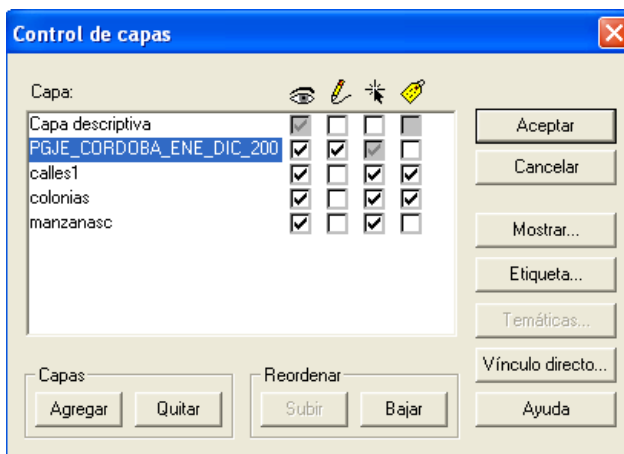 Control de capas
Capa:
Capa descriptiva
PGJE_CORDOBA_ENE_DIC_200
calles1
colonias
manzanasc
Aceptar
Cancelar
Mostrar...
Etiqueta...
Temáticas...
Vínculo directo...
Ayuda
Capas
Agregar
Quitar
Reordenar
Subir
Bajar